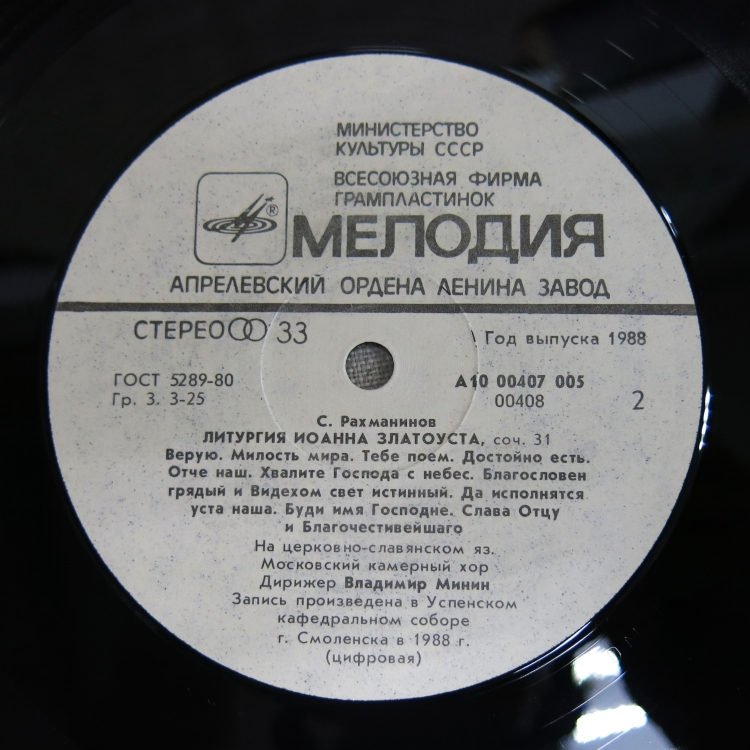 МИНИСТЕРСТВО
КУЛЬТУРЫ СССР
ВСЕСОЮЗНАЯ ФИРМА
ГРАМПЛАСТИНОК
®
МЕЛОДИЯ
АПРЕЛЕВСКИЙ ОРДЕНА ЛЕНИНА ЗАВОД
СТЕРЕО 33
Год выпуска 1988
ГОСТ 5289-80
Гр. 3. 3-25
А10 00407 005
00408
2
С. Рахманинов
ЛИТУРГИЯ ИОАННА ЗЛАТОУСТА, соч. 31
Верую. Милость мира. Тебе поем. Достойно есть.
Отче наш. Хвалите Господа с небес. Благословен
грядый и Видехом свет истинный. Да исполнятся
уста наша. Буди имя Господне. Слава Отцу
и Благочестивейшаго
На церковно-славянском яз.
Московский камерный хор
Дирижер Владимир Минин
Запись произведена в Успенском
кафедральном соборе
г. Смоленска в 1988 г.
(цифровая)